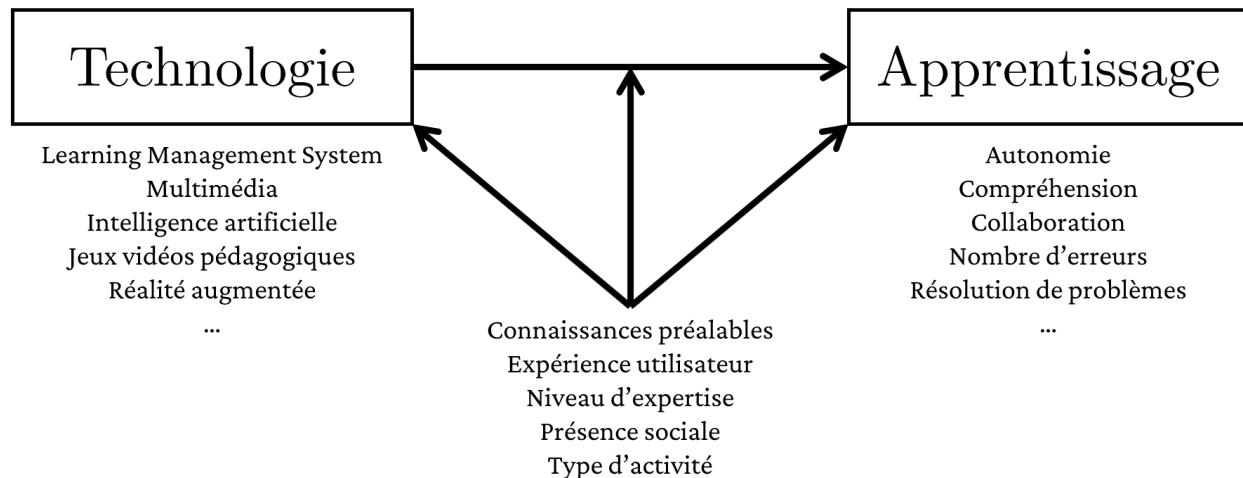 Technologie
Apprentissage
Learning Management System
Multimédia
Intelligence artificielle
Jeux vidéos pédagogiques
Réalité augmentée
...
Autonomie
Compréhension
Collaboration
Nombre d’erreurs
Résolution de problèmes
...
Connaissances préalables
Expérience utilisateur
Niveau d’expertise
Présence sociale
Type d’activité